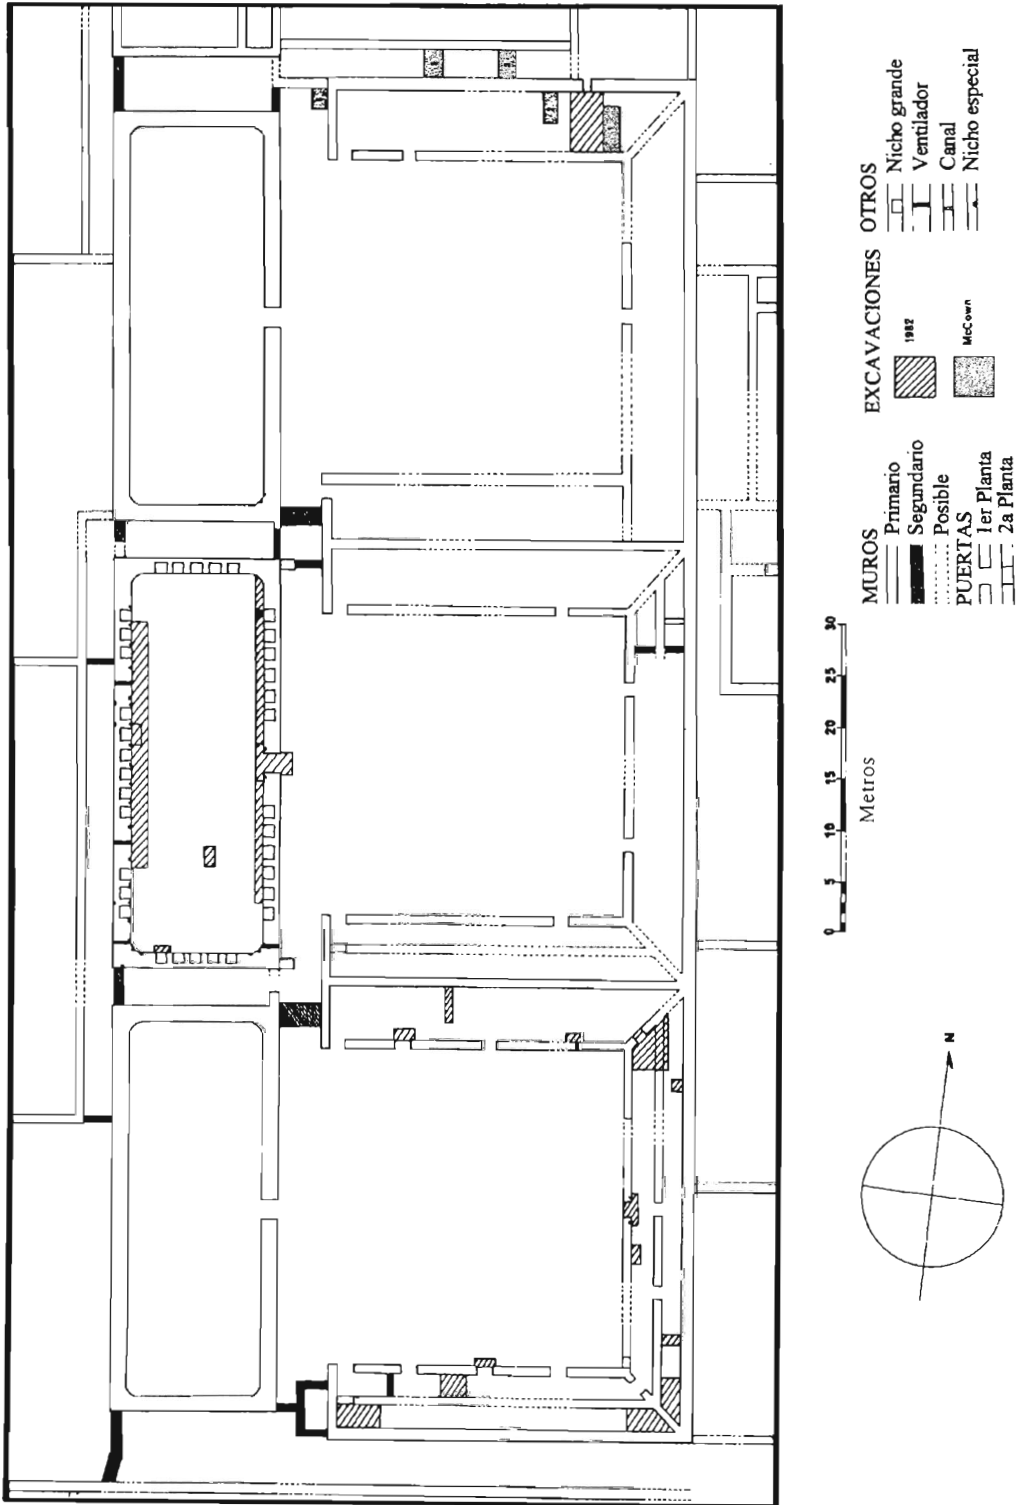 MUROS
Primario
Segundario
Posible
PUERTAS
1er Planta
2a Planta
EXCAVACIONES
1982
McCown
OTROS
Nicho grande
Ventilador
Canal
Nicho especial
0 5 10 15 20 25 30
Metros
N